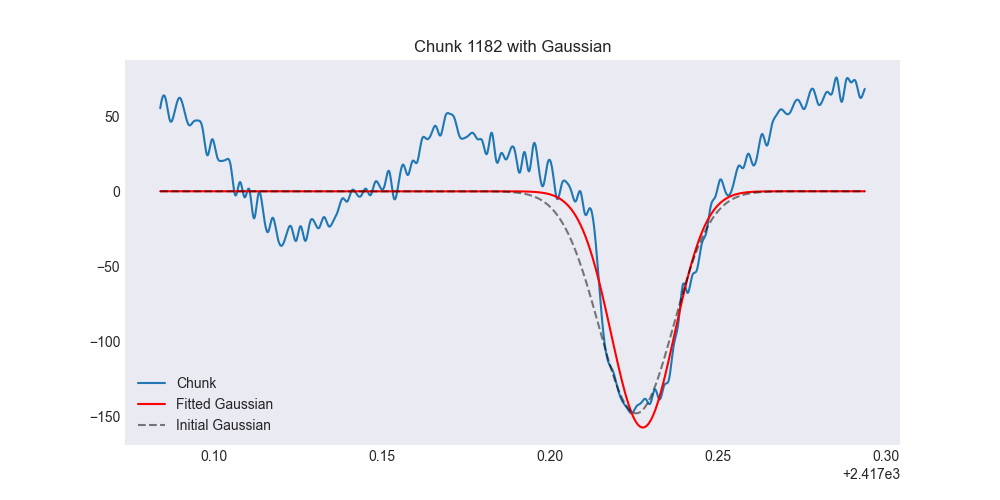 Chunk 1182 with Gaussian
50
0
−50
−100
−150
Chunk
Fitted Gaussian
Initial Gaussian
0.10 0.15 0.20 0.25 0.30
+2.417e3